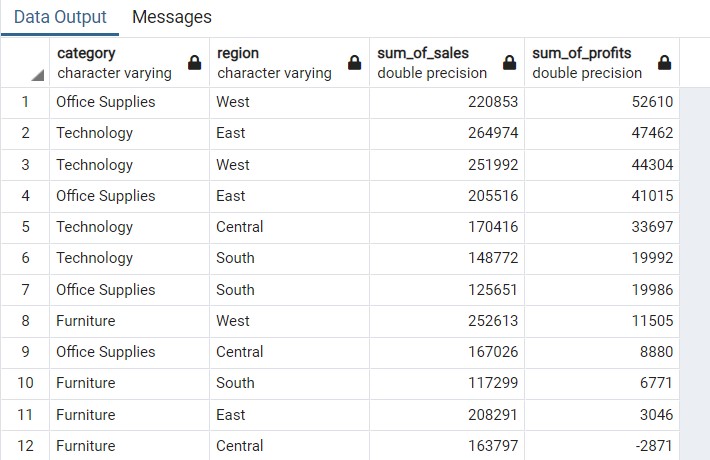 Data Output Messages
category region sum_of_sales sum_of_profits
character varying character varying double precision double precision
1 Office Supplies West 220853 52610
2 Technology East 264974 47462
3 Technology West 251992 44304
4 Office Supplies East 205516 41015
5 Technology Central 170416 33697
6 Technology South 148772 19992
7 Office Supplies South 125651 19986
8 Furniture West 252613 11505
9 Office Supplies Central 167026 8880
10 Furniture South 117299 6771
11 Furniture East 208291 3046
12 Furniture Central 163797 -2871